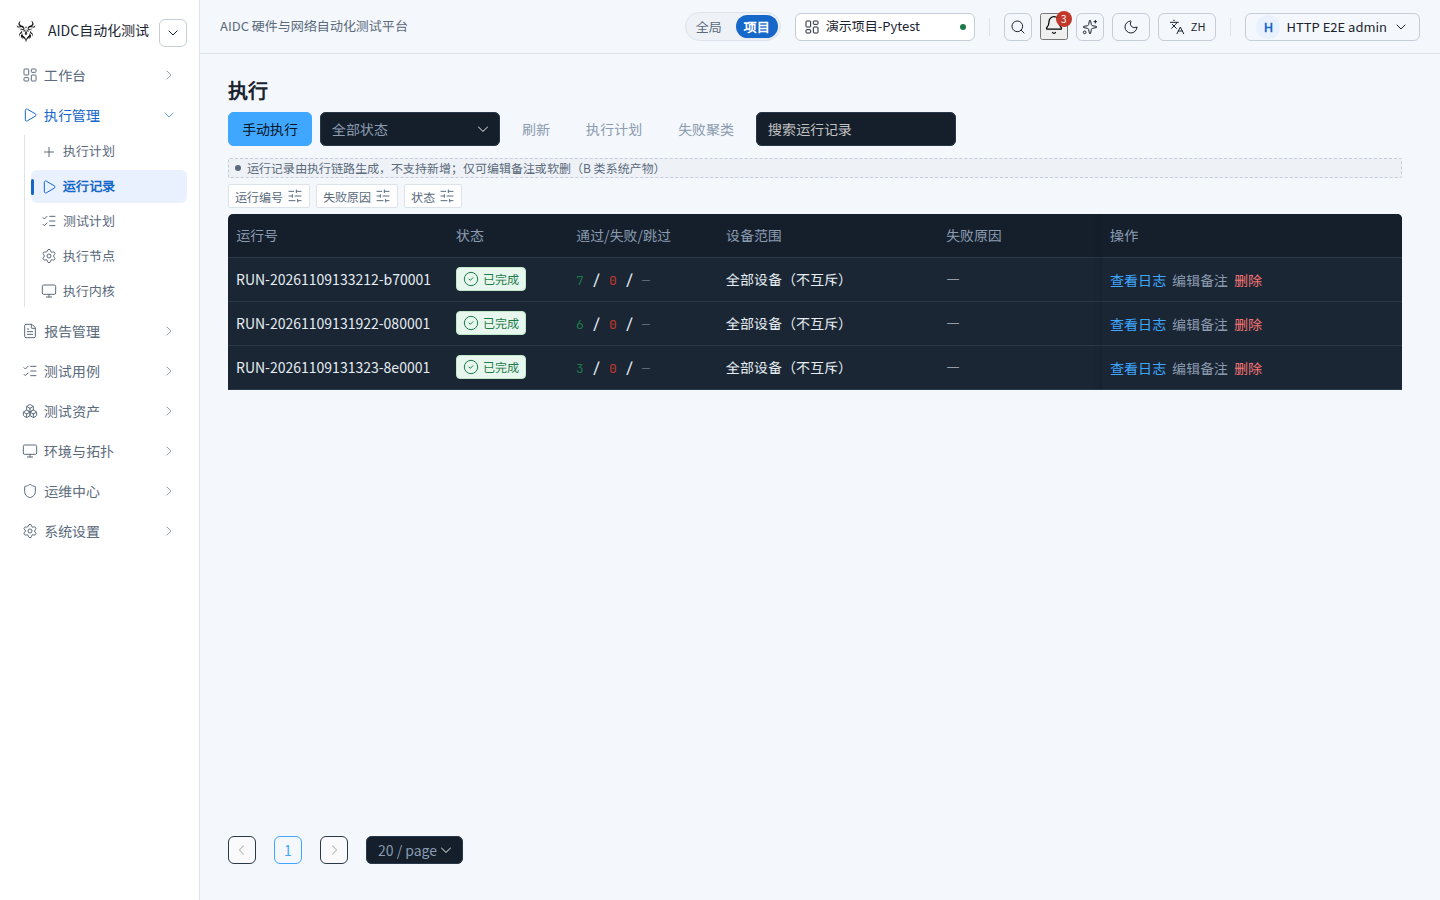 AIDC自动化测试
AIDC 硬件与网络自动化测试平台
全局 项目
演示项目-Pytest
3
ZH
H HTTP E2E admin
工作台
执行管理
执行计划
运行记录
测试计划
执行节点
执行内核
报告管理
测试用例
测试资产
环境与拓扑
运维中心
系统设置
执行
手动执行 全部状态 刷新 执行计划 失败聚类 搜索运行记录
运行记录由执行链路生成，不支持新增；仅可编辑备注或软删（B 类系统产物）
运行编号 失败原因 状态
运行号 状态 通过/失败/跳过 设备范围 失败原因 操作
RUN-20261109133212-b70001 已完成 7 / 0 / — 全部设备（不互斥） — 查看日志 编辑备注 删除
RUN-20261109131922-080001 已完成 6 / 0 / — 全部设备（不互斥） — 查看日志 编辑备注 删除
RUN-20261109131323-8e0001 已完成 3 / 0 / — 全部设备（不互斥） — 查看日志 编辑备注 删除
1 20 / page